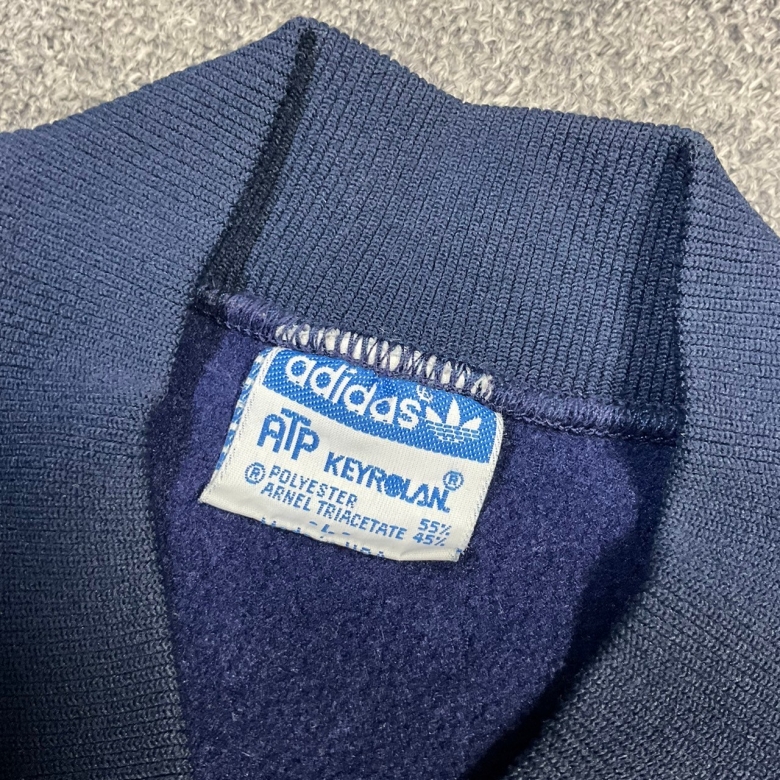 adidas®
ATP KEYROLAN®
® POLYESTER 55%
ARNEL TRIACETATE 45%